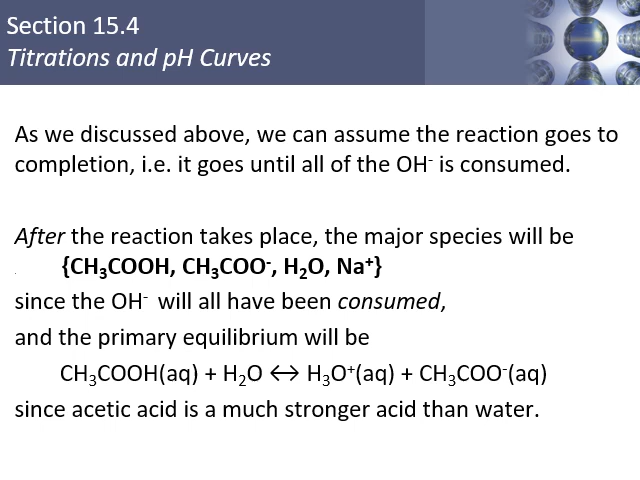 Section 15.4
Titrations and pH Curves
As we discussed above, we can assume the reaction goes to
completion, i.e. it goes until all of the OH⁻ is consumed.
After the reaction takes place, the major species will be
. {CH₃COOH, CH₃COO⁻, H₂O, Na⁺}
since the OH⁻ will all have been consumed,
and the primary equilibrium will be
CH₃COOH(aq) + H₂O ↔ H₃O⁺(aq) + CH₃COO⁻(aq)
since acetic acid is a much stronger acid than water.